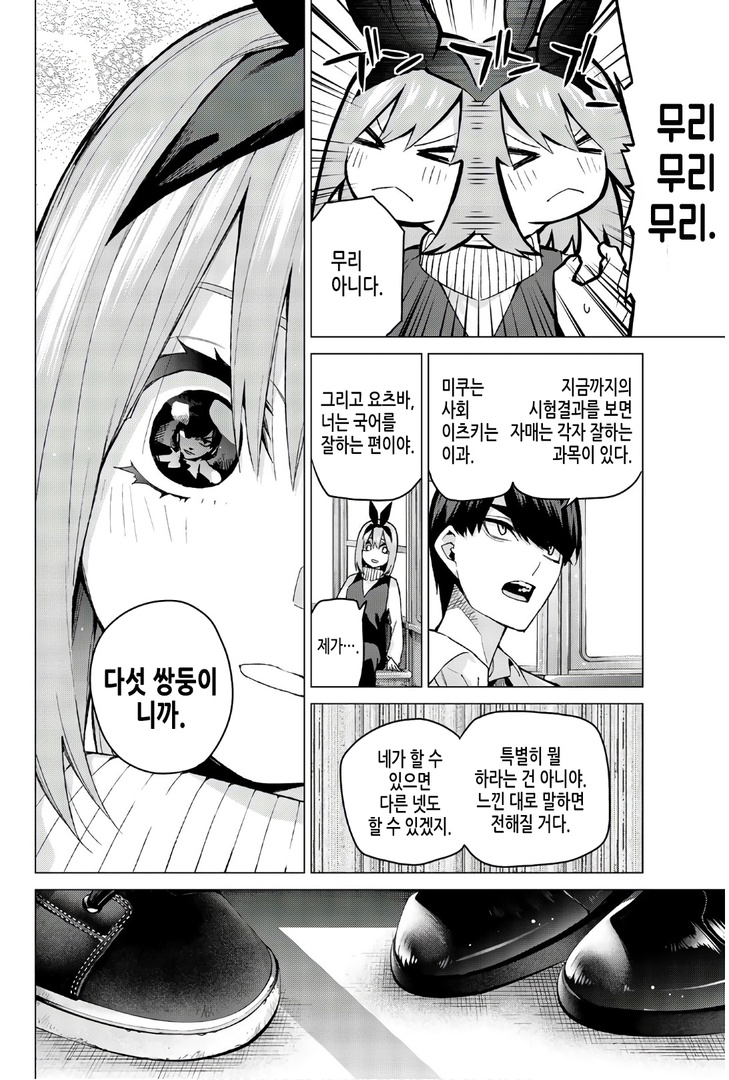 무리
무리
무리.
ブンブン
무리
아니다.
지금까지의
시험결과를 보면
자매는 각자 잘하는
과목이 있다.
미쿠는
사회
이츠키는
이과.
그리고 요츠바,
너는 국어를
잘하는 편이야.
제가….
특별히 뭘
하라는 건 아니야.
느낀 대로 말하면
전해질 거다.
네가 할 수
있으면
다른 넷도
할 수 있겠지.
다섯 쌍둥이
니까.